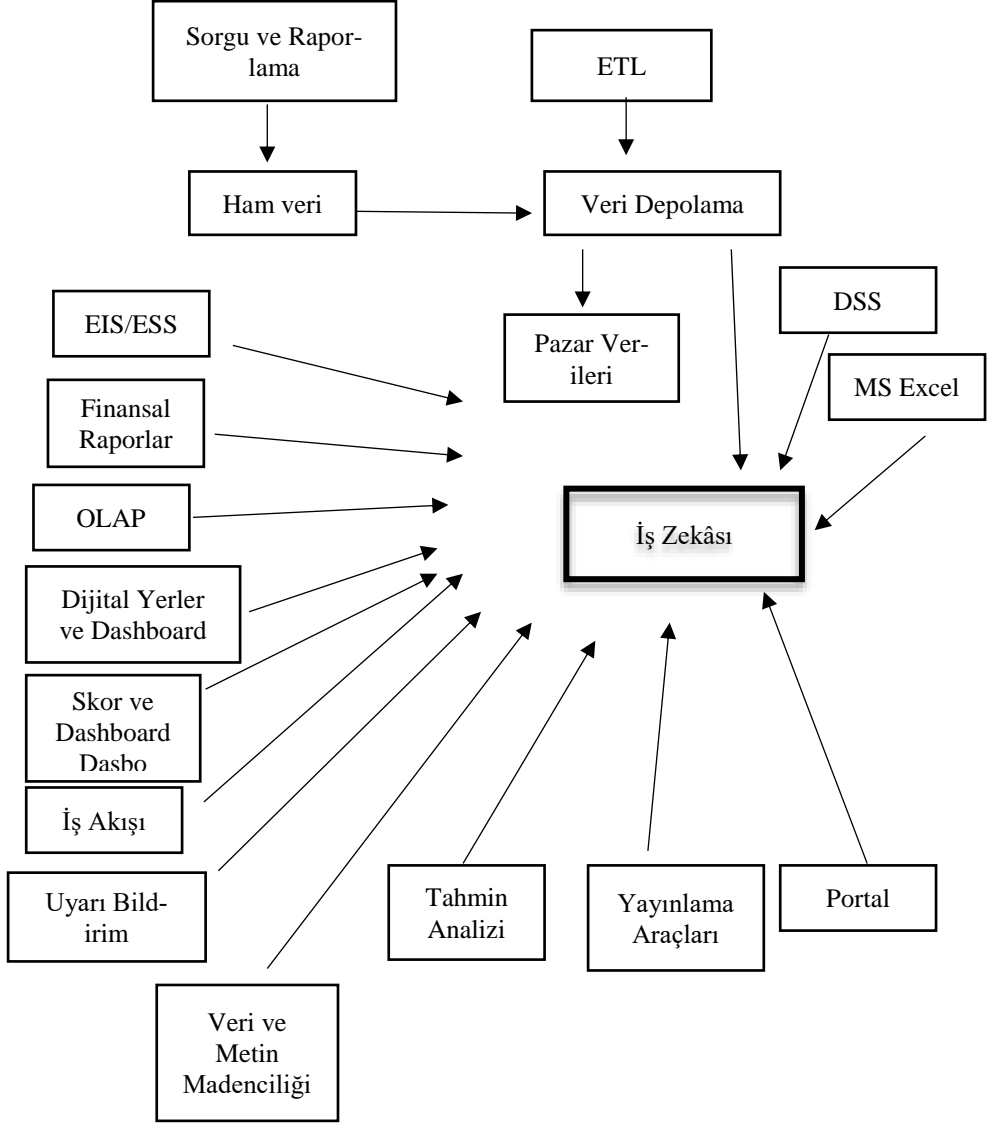 Sorgu ve Rapor-
lama
ETL
Ham veri
Veri Depolama
DSS
EIS/ESS
Pazar Ver-
ileri
MS Excel
Finansal
Raporlar
OLAP
İş Zekâsı
Dijital Yerler
ve Dashboard
Skor ve
Dashboard
Dasbo
İş Akışı
Uyarı Bild-
irim
Tahmin
Analizi
Yayınlama
Araçları
Portal
Veri ve
Metin
Madenciliği